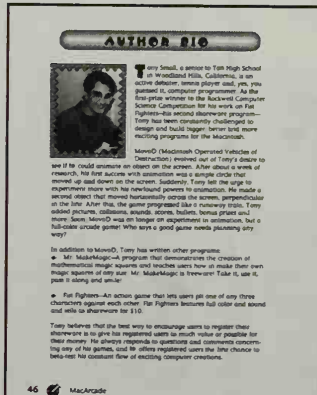 AUTHOR BIO
Tony Small, a senior to Taft High School
in Woodland Hills, California, is an
active debater, tennis player and, yes, you
guessed it, computer programmer. As the
first-prize winner to the Rockwell Computer
Science Competition for his work on Fist
Fighters—his second shareware program—
Tony has been constantly challenged to
design and build bigger, better and more
exciting programs for the Macintosh.
MovoD (Macintosh Operated Vehicles of
Destruction) evolved out of Tony's desire to
see if he could animate an object on the screen. After about a week of
research, his first success with animation was a simple circle that
moved up and down on the screen. Suddenly, Tony felt the urge to
experiment more with his newfound powers to animation. He made a
second object that moved horizontally across the screen, perpendicular
to the first. After this, the game progressed like a runaway train. Tony
added pictures, collisions, sounds, scores, bullets, bonus prizes and
more. Soon, MovoD was no longer an experiment in animation, but a
full-color arcade game! Who says a good game needs planning any
way?
In addition to MovoD, Tony has written other programs:
Mr. MakeMagic—A program that demonstrates the creation of
mathematical magic squares and teaches users how to make their own
magic squares of any size. Mr. MakeMagic is freeware! Take it, use it,
pass it along and smile!
Fist Fighters—An action game that lets users pit one of any three
characters against each other. Fist Fighters features full color and sound
and sells to shareware for $10.
Tony believes that the best way to encourage users to register their
shareware is to give his registered users to much value or possible for
their money. He always responds to questions and comments concern-
ing any of his games, and he offers registered users the first chance to
beta-test his constant flow of exciting computer creations.
46 MacArcade